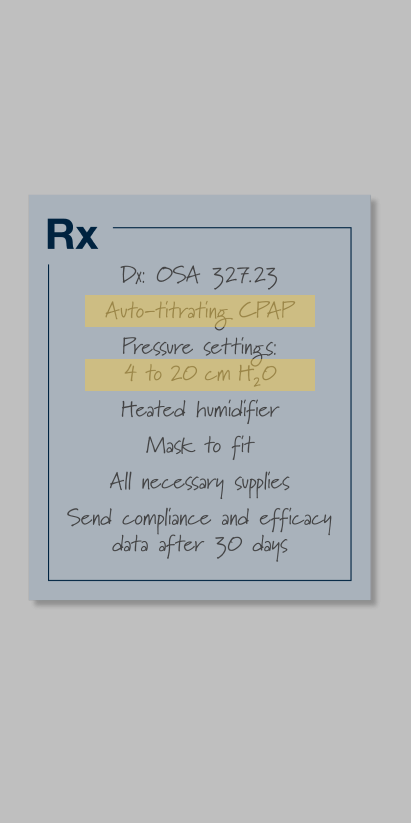 Rx
Dx: OSA 327.23
Auto-titrating CPAP
Pressure settings:
4 to 20 cm H₂O
Heated humidifier
Mask to fit
All necessary supplies
Send compliance and efficacy
data after 30 days